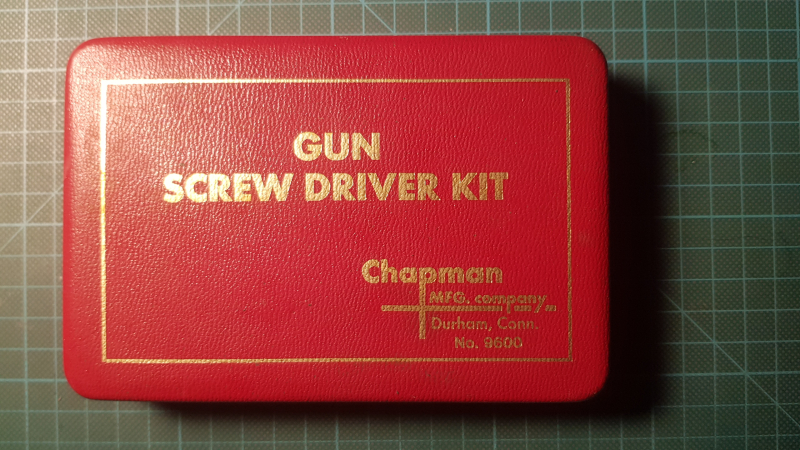 GUN
SCREW DRIVER KIT
Chapman
MFG. company
Durham, Conn.
No. 9600